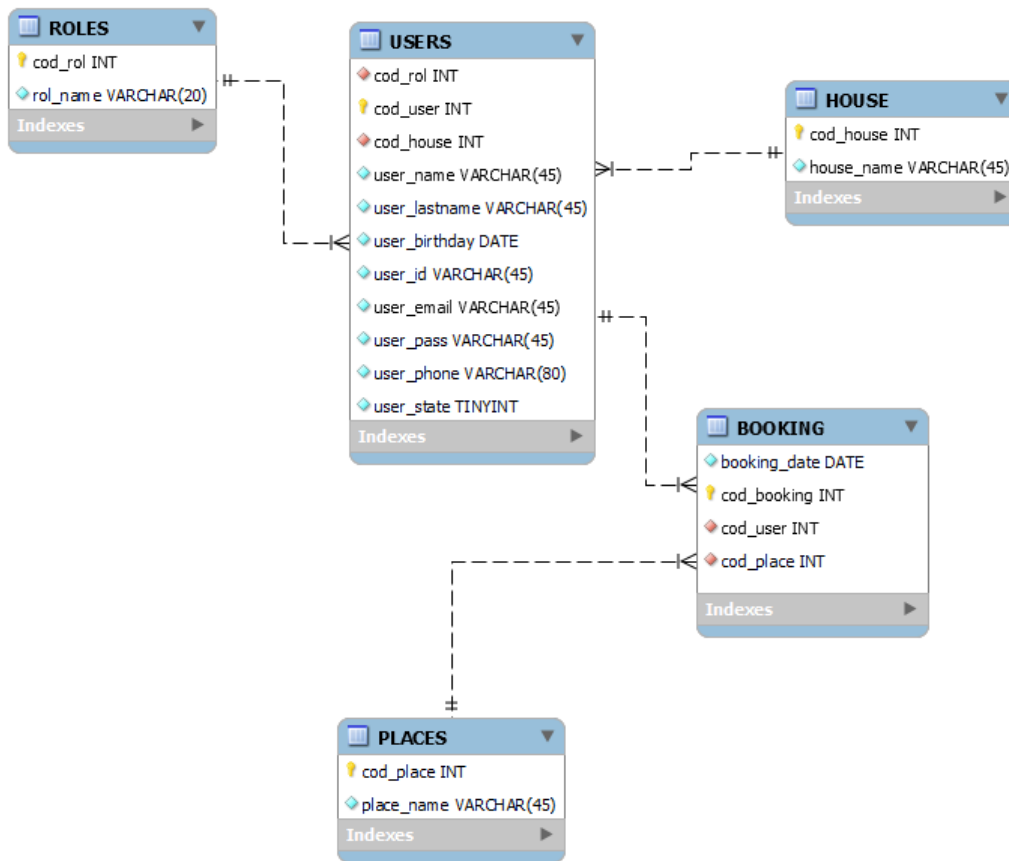 ROLES
cod_rol INT
rol_name VARCHAR(20)
Indexes
USERS
cod_rol INT
cod_user INT
cod_house INT
user_name VARCHAR(45)
user_lastname VARCHAR(45)
user_birthday DATE
user_id VARCHAR(45)
user_email VARCHAR(45)
user_pass VARCHAR(45)
user_phone VARCHAR(80)
user_state TINYINT
Indexes
HOUSE
cod_house INT
house_name VARCHAR(45)
Indexes
BOOKING
booking_date DATE
cod_booking INT
cod_user INT
cod_place INT
Indexes
PLACES
cod_place INT
place_name VARCHAR(45)
Indexes